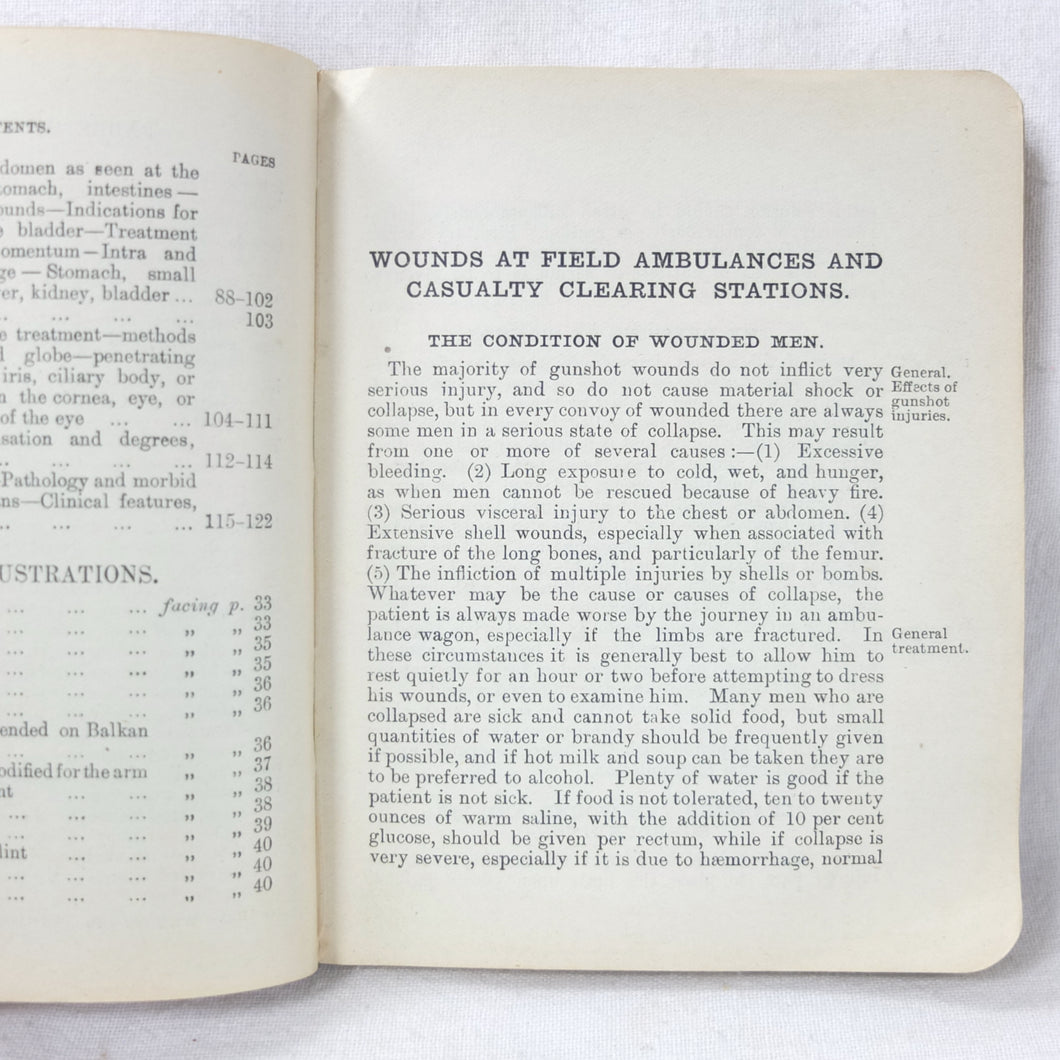 TENTS.
PAGES
domen as seen at the
tomach, intestines —
ounds—Indications for
e bladder—Treatment
omentum — Intra and
ge — Stomach, small
er, kidney, bladder ... 88–102
... ... ... 103
e treatment—methods
d globe—penetrating
iris, ciliary body, or
n the cornea, eye, or
of the eye ... ... 104–111
sation and degrees,
... ... ... 112–114
Pathology and morbid
ns—Clinical features,
... ... ... 115–122
USTRATIONS.
... ... ... facing p. 33
... ... ... „ „ 33
... ... ... „ „ 35
... ... ... „ „ 35
... ... ... „ „ 36
... ... ... „ „ 36
ended on Balkan
... ... ... „ „ 36
odified for the arm „ „ 37
nt ... ... „ „ 38
... ... ... „ „ 38
... ... ... „ „ 39
lint ... ... „ „ 40
... ... ... „ „ 40
... ... ... „ „ 40
WOUNDS AT FIELD AMBULANCES AND
CASUALTY CLEARING STATIONS.
THE CONDITION OF WOUNDED MEN.
The majority of gunshot wounds do not inflict very
serious injury, and so do not cause material shock or
collapse, but in every convoy of wounded there are always
some men in a serious state of collapse. This may result
from one or more of several causes :—(1) Excessive
bleeding. (2) Long exposure to cold, wet, and hunger,
as when men cannot be rescued because of heavy fire.
(3) Serious visceral injury to the chest or abdomen. (4)
Extensive shell wounds, especially when associated with
fracture of the long bones, and particularly of the femur.
(5) The infliction of multiple injuries by shells or bombs.
Whatever may be the cause or causes of collapse, the
patient is always made worse by the journey in an ambu-
lance wagon, especially if the limbs are fractured. In
these circumstances it is generally best to allow him to
rest quietly for an hour or two before attempting to dress
his wounds, or even to examine him. Many men who are
collapsed are sick and cannot take solid food, but small
quantities of water or brandy should be frequently given
if possible, and if hot milk and soup can be taken they are
to be preferred to alcohol. Plenty of water is good if the
patient is not sick. If food is not tolerated, ten to twenty
ounces of warm saline, with the addition of 10 per cent
glucose, should be given per rectum, while if collapse is
very severe, especially if it is due to hæmorrhage, normal
General.
Effects of
gunshot
injuries.
General
treatment.